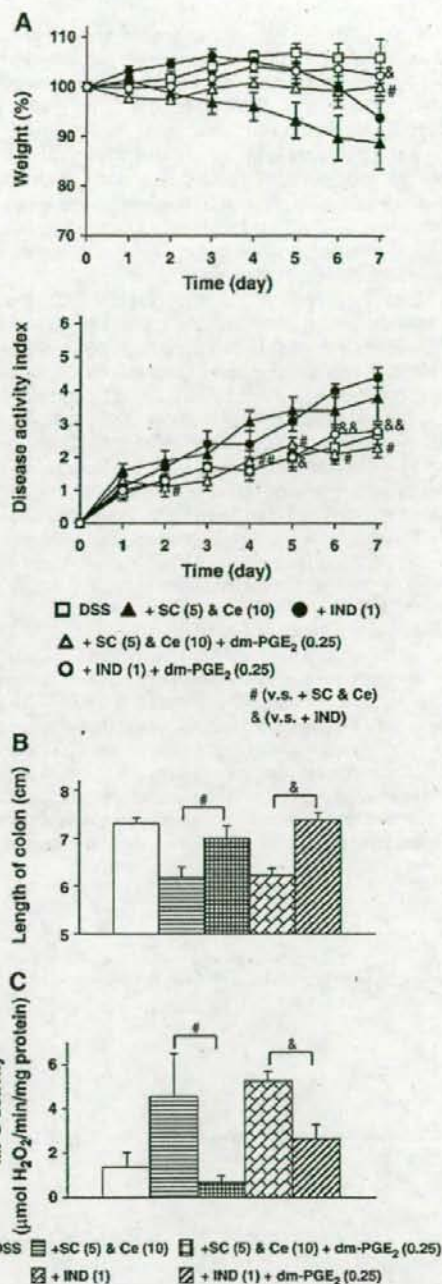 A
Weight (%)
110
100
90
80
70
0 1 2 3 4 5 6 7
&
#
Time (day)
Disease activity index
6
5
4
3
2
1
0
0 1 2 3 4 5 6 7
#
##
#
&
&&
#
&&
#
Time (day)
□ DSS ▲ + SC (5) & Ce (10) ● + IND (1)
△ + SC (5) & Ce (10) + dm-PGE₂ (0.25)
○ + IND (1) + dm-PGE₂ (0.25)
# (v.s. + SC & Ce)
& (v.s. + IND)
B
Length of colon (cm)
8
7
6
5
#
&
C
(μmol H₂O₂/min/mg protein)
6
4
2
0
#
&
DSS +SC (5) & Ce (10) +SC (5) & Ce (10) + dm-PGE₂ (0.25)
+ IND (1) + IND (1) + dm-PGE₂ (0.25)